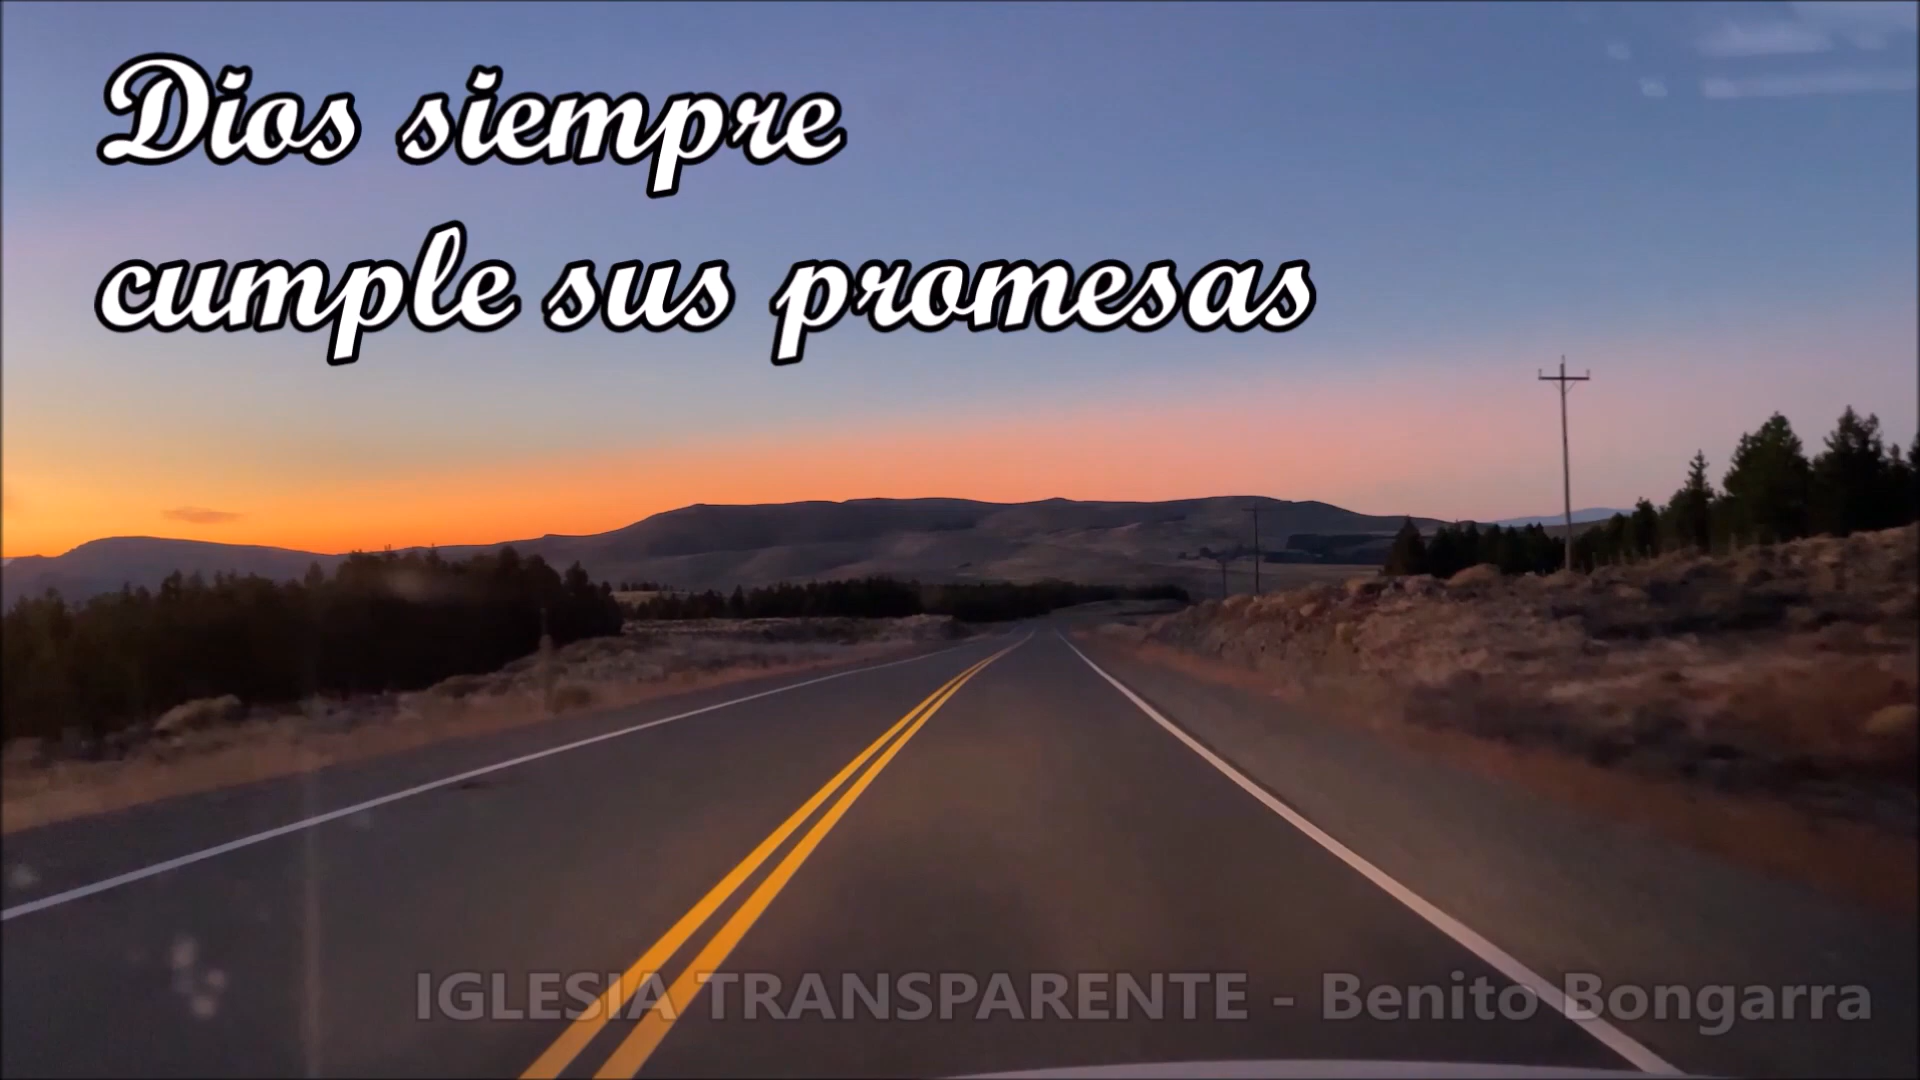 Dios siempre
cumple sus promesas
IGLESIA TRANSPARENTE - Benito Bongarra